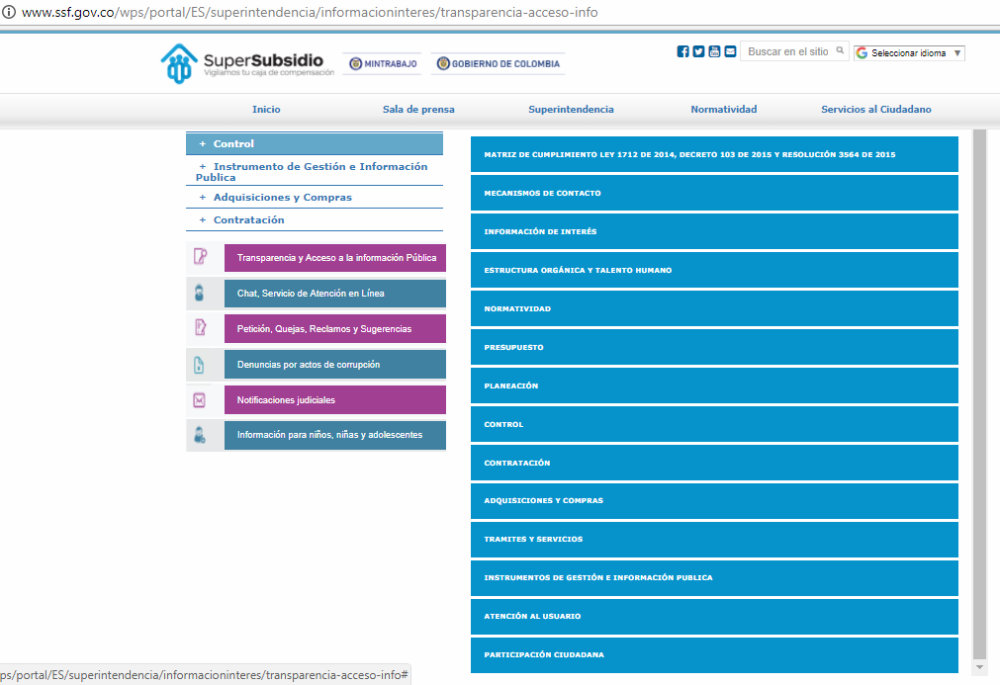 www.ssf.gov.co/wps/portal/ES/superintendencia/informacioninteres/transparencia-acceso-info
SuperSubsidio
Vigilamos tu caja de compensación
MINTRABAJO
GOBIERNO DE COLOMBIA
Buscar en el sitio
Seleccionar idioma ▼
Inicio
Sala de prensa
Superintendencia
Normatividad
Servicios al Ciudadano
+ Control
+ Instrumento de Gestión e Información
Publica
+ Adquisiciones y Compras
+ Contratación
Transparencia y Acceso a la información Pública
Chat, Servicio de Atención en Línea
Petición, Quejas, Reclamos y Sugerencias
Denuncias por actos de corrupción
Notificaciones judiciales
Información para niños, niñas y adolescentes
MATRIZ DE CUMPLIMIENTO LEY 1712 DE 2014, DECRETO 103 DE 2015 Y RESOLUCIÓN 3564 DE 2015
MECANISMOS DE CONTACTO
INFORMACIÓN DE INTERÉS
ESTRUCTURA ORGÁNICA Y TALENTO HUMANO
NORMATIVIDAD
PRESUPUESTO
PLANEACIÓN
CONTROL
CONTRATACIÓN
ADQUISICIONES Y COMPRAS
TRAMITES Y SERVICIOS
INSTRUMENTOS DE GESTIÓN E INFORMACIÓN PUBLICA
ATENCIÓN AL USUARIO
PARTICIPACIÓN CIUDADANA
ps/portal/ES/superintendencia/informacioninteres/transparencia-acceso-info#